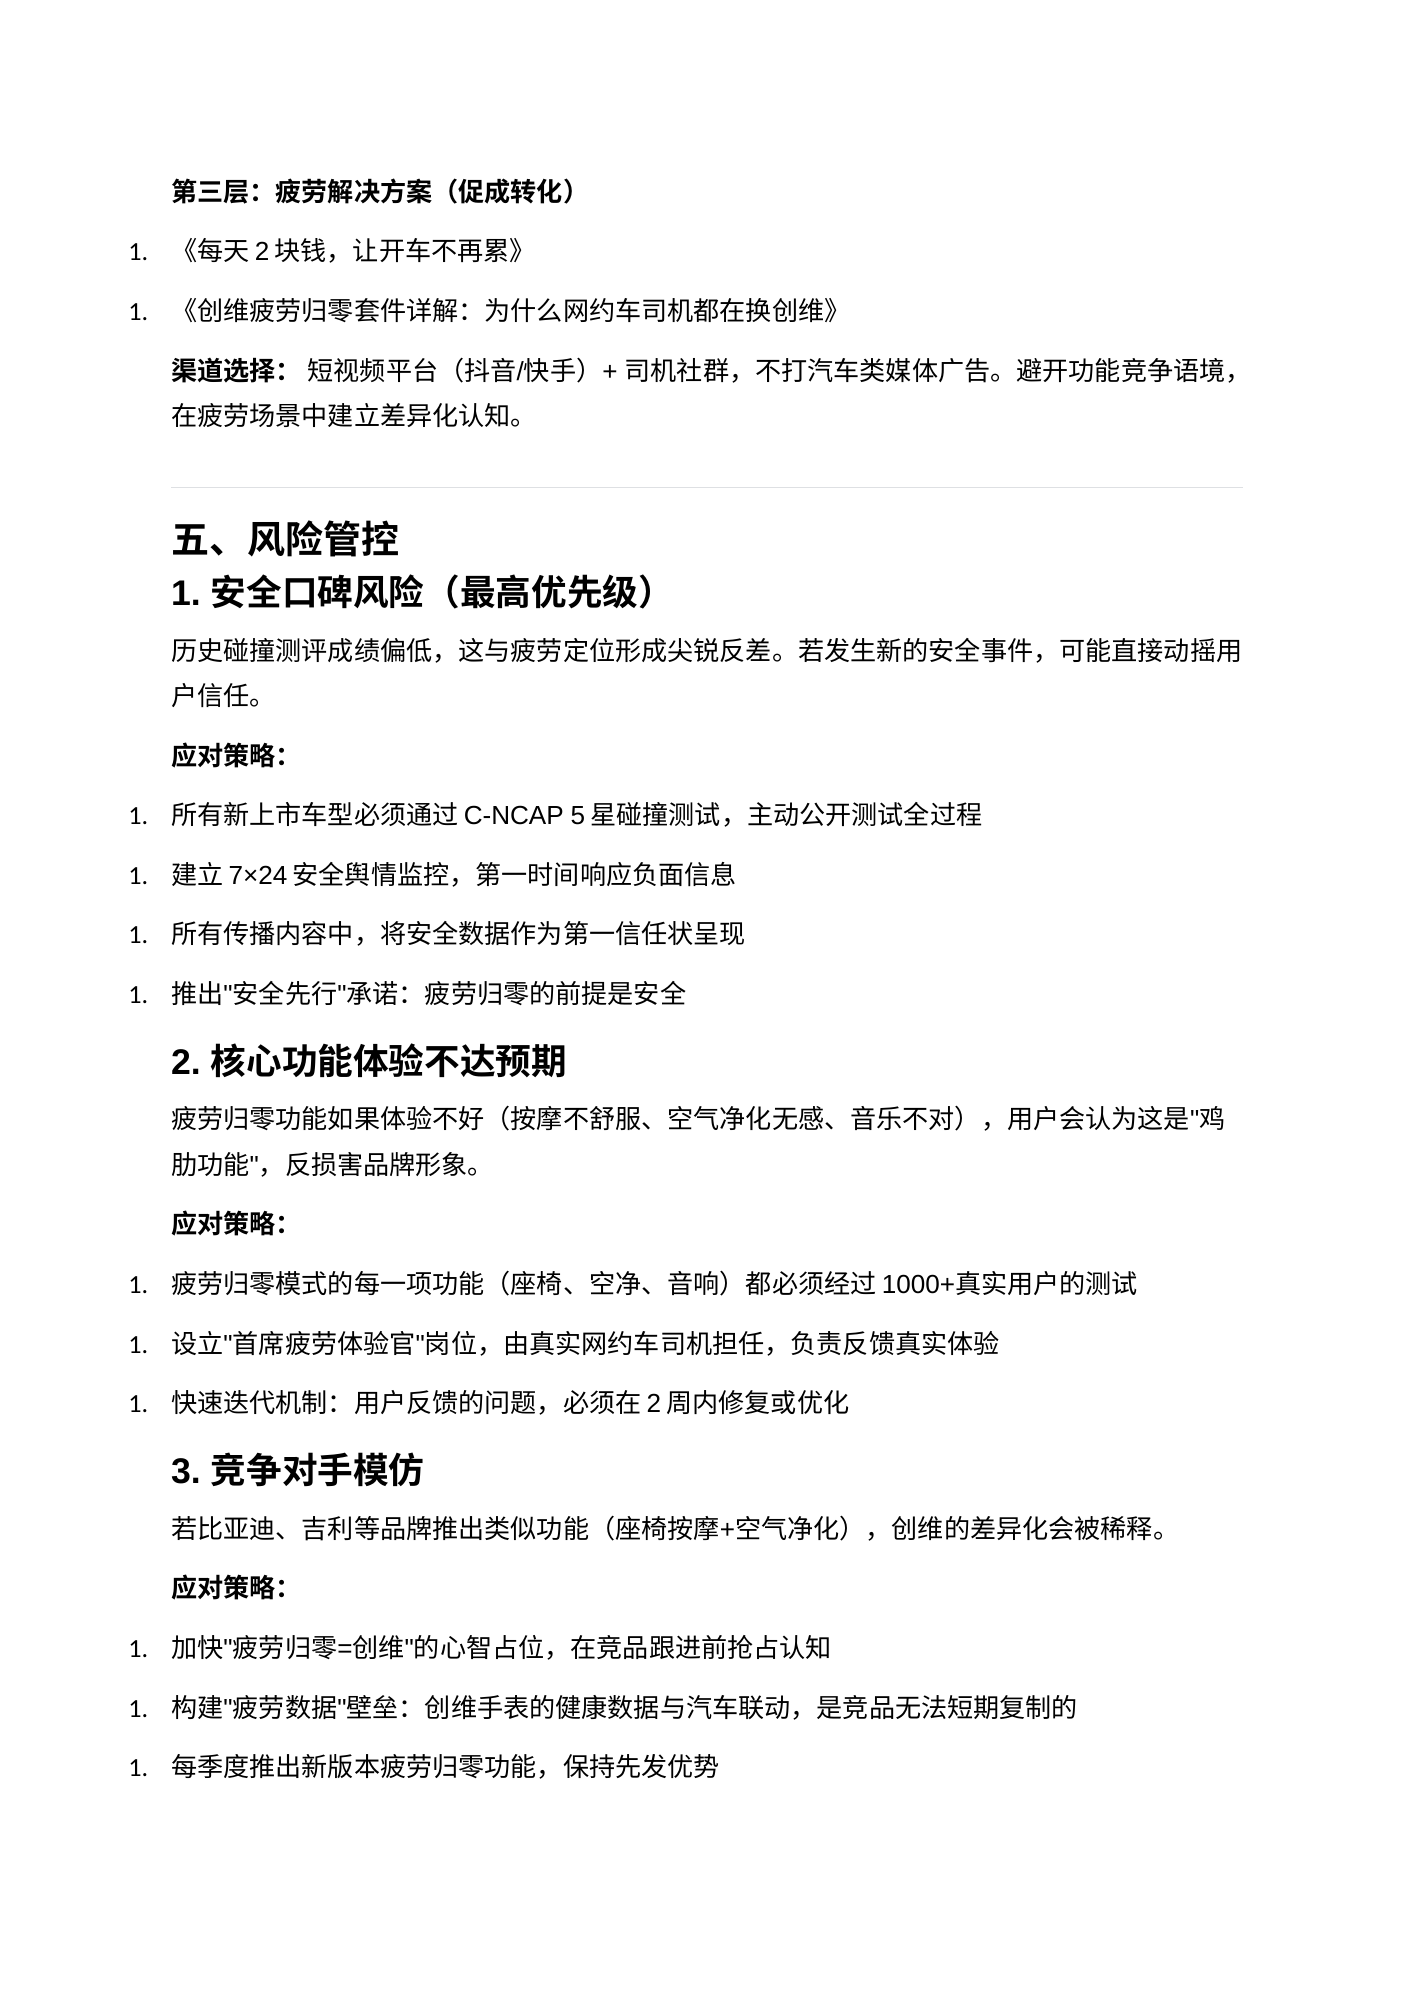 第三层：疲劳解决方案（促成转化）
1. 《每天 2 块钱，让开车不再累》
1. 《创维疲劳归零套件详解：为什么网约车司机都在换创维》
渠道选择： 短视频平台（抖音/快手）+ 司机社群，不打汽车类媒体广告。避开功能竞争语境，
在疲劳场景中建立差异化认知。
五、风险管控
1. 安全口碑风险（最高优先级）
历史碰撞测评成绩偏低，这与疲劳定位形成尖锐反差。若发生新的安全事件，可能直接动摇用
户信任。
应对策略：
1. 所有新上市车型必须通过 C-NCAP 5 星碰撞测试，主动公开测试全过程
1. 建立 7×24 安全舆情监控，第一时间响应负面信息
1. 所有传播内容中，将安全数据作为第一信任状呈现
1. 推出"安全先行"承诺：疲劳归零的前提是安全
2. 核心功能体验不达预期
疲劳归零功能如果体验不好（按摩不舒服、空气净化无感、音乐不对），用户会认为这是"鸡
肋功能"，反损害品牌形象。
应对策略：
1. 疲劳归零模式的每一项功能（座椅、空净、音响）都必须经过 1000+真实用户的测试
1. 设立"首席疲劳体验官"岗位，由真实网约车司机担任，负责反馈真实体验
1. 快速迭代机制：用户反馈的问题，必须在 2 周内修复或优化
3. 竞争对手模仿
若比亚迪、吉利等品牌推出类似功能（座椅按摩+空气净化），创维的差异化会被稀释。
应对策略：
1. 加快"疲劳归零=创维"的心智占位，在竞品跟进前抢占认知
1. 构建"疲劳数据"壁垒：创维手表的健康数据与汽车联动，是竞品无法短期复制的
1. 每季度推出新版本疲劳归零功能，保持先发优势